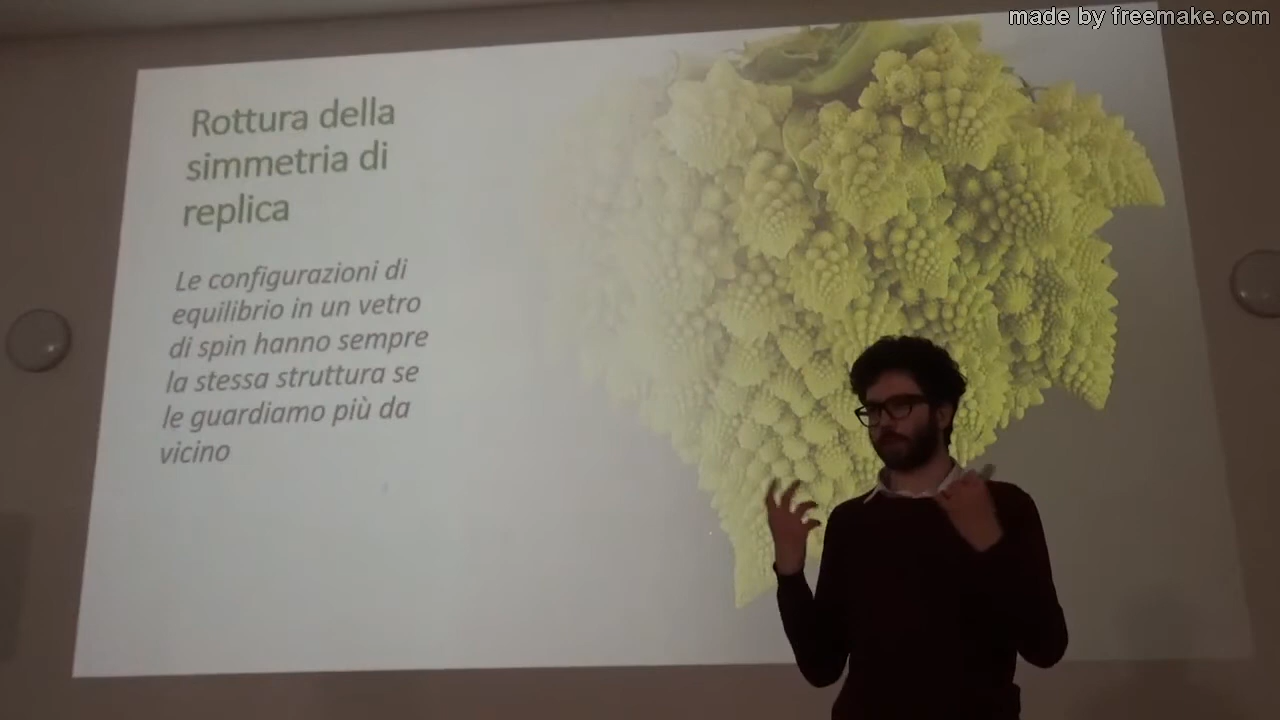 made by freemake.com
Rottura della
simmetria di
replica
Le configurazioni di
equilibrio in un vetro
di spin hanno sempre
la stessa struttura se
le guardiamo più da
vicino